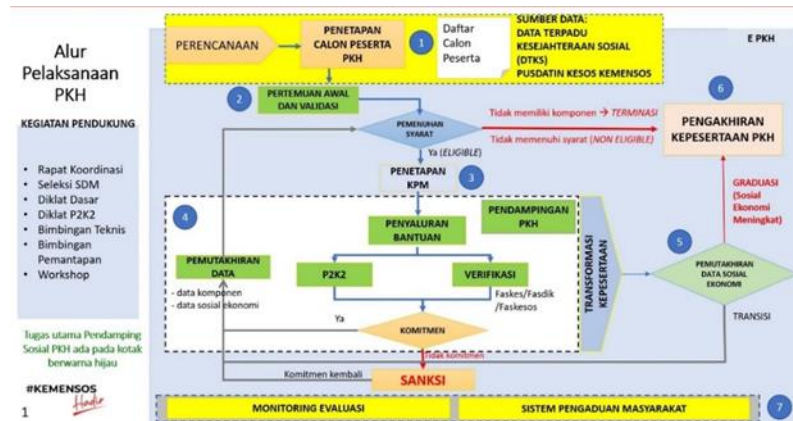 Alur
Pelaksanaan
PKH
KEGIATAN PENDUKUNG
• Rapat Koordinasi
• Seleksi SDM
• Diklat Dasar
• Diklat P2K2
• Bimbingan Teknis
• Bimbingan
Pemantapan
• Workshop
Tugas utama Pendamping
Sosial PKH ada pada kotak
berwarna hijau
#KEMENSOS
Hadir
1
PERENCANAAN
PENETAPAN
CALON PESERTA
PKH
1
Daftar
Calon
Peserta
SUMBER DATA:
DATA TERPADU
KESEJAHTERAAN SOSIAL
(DTKS)
PUSDATIN KESOS KEMENSOS
E PKH
2
PERTEMUAN AWAL
DAN VALIDASI
PEMENUHAN
SYARAT
Tidak memiliki komponen → TERMINASI
Tidak memenuhi syarat (NON ELIGIBLE)
6
PENGAKHIRAN
KEPESERTAAN PKH
Ya (ELIGIBLE)
PENETAPAN
KPM
3
4
PENYALURAN
BANTUAN
PENDAMPINGAN
PKH
PEMUTAKHIRAN
DATA
- data komponen
- data sosial ekonomi
P2K2
VERIFIKASI
Faskes/Fasdik
/Faskesos
Ya
KOMITMEN
Tidak komitmen
Komitmen kembali
SANKSI
TRANSFORMASI
KEPESERTAAN
GRADUASI
(Sosial
Ekonomi
Meningkat)
5
PEMUTAKHIRAN
DATA SOSIAL
EKONOMI
TRANSISI
MONITORING EVALUASI
SISTEM PENGADUAN MASYARAKAT
7